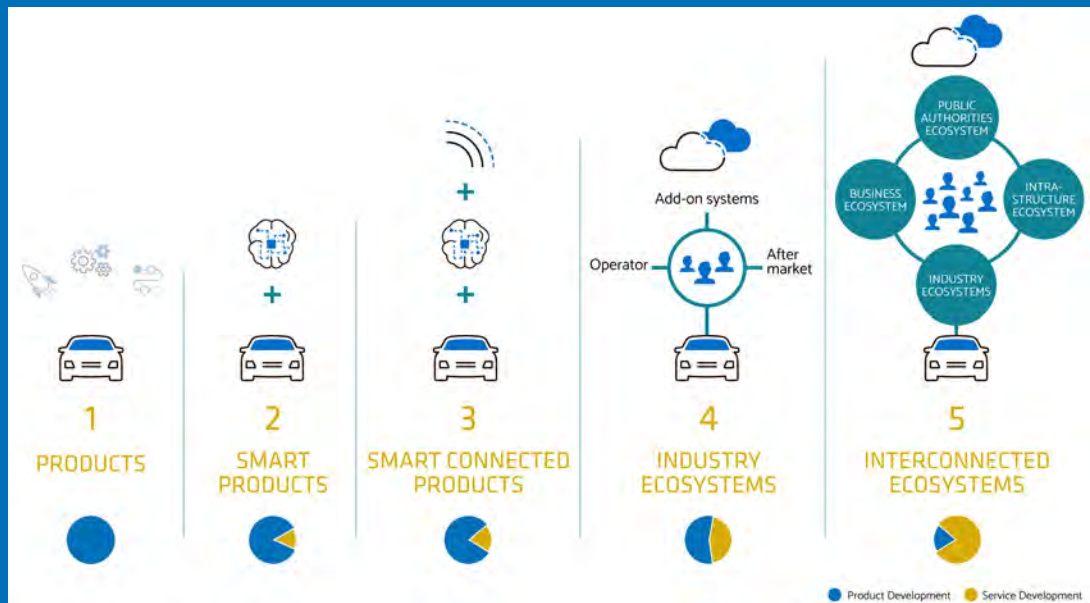 PUBLIC
AUTHORITIES
ECOSYSTEM
BUSINESS
ECOSYSTEM
INTRA-
STRUCTURE
ECOSYSTEM
INDUSTRY
ECOSYSTEMS
Add-on systems
Operator
After
market
1
PRODUCTS
2
SMART
PRODUCTS
3
SMART CONNECTED
PRODUCTS
4
INDUSTRY
ECOSYSTEMS
5
INTERCONNECTED
ECOSYSTEMS
Product Development
Service Development